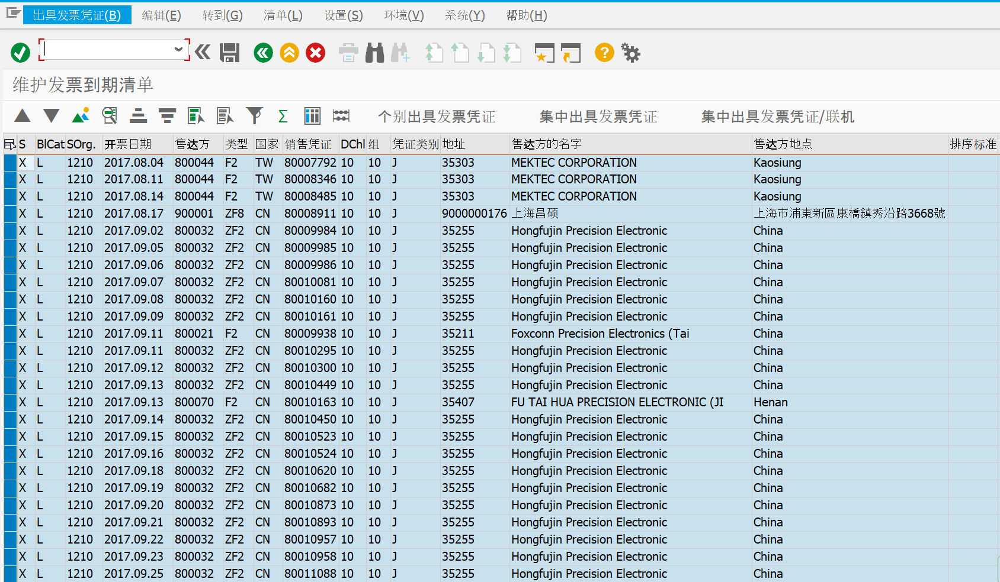 出具发票凭证(B) 编辑(E) 转到(G) 清单(L) 设置(S) 环境(V) 系统(Y) 帮助(H)
维护发票到期清单
个别出具发票凭证 集中出具发票凭证 集中出具发票凭证/联机
S BlCat SOrg. 开票日期 售达方 类型 国家 销售凭证 DChl 组 凭证类别 地址 售达方的名字 售达方地点 排序标准
X L 1210 2017.08.04 800044 F2 TW 80007792 10 10 J 35303 MEKTEC CORPORATION Kaosiung
X L 1210 2017.08.11 800044 F2 TW 80008346 10 10 J 35303 MEKTEC CORPORATION Kaosiung
X L 1210 2017.08.14 800044 F2 TW 80008485 10 10 J 35303 MEKTEC CORPORATION Kaosiung
X L 1210 2017.08.17 900001 ZF8 CN 80008911 10 10 J 9000000176 上海昌硕 上海市浦東新區康橋鎮秀沿路3668號
X L 1210 2017.09.02 800032 ZF2 CN 80009984 10 10 J 35255 Hongfujin Precision Electronic China
X L 1210 2017.09.05 800032 ZF2 CN 80009985 10 10 J 35255 Hongfujin Precision Electronic China
X L 1210 2017.09.06 800032 ZF2 CN 80009986 10 10 J 35255 Hongfujin Precision Electronic China
X L 1210 2017.09.07 800032 ZF2 CN 80010081 10 10 J 35255 Hongfujin Precision Electronic China
X L 1210 2017.09.08 800032 ZF2 CN 80010160 10 10 J 35255 Hongfujin Precision Electronic China
X L 1210 2017.09.09 800032 ZF2 CN 80010161 10 10 J 35255 Hongfujin Precision Electronic China
X L 1210 2017.09.11 800021 F2 CN 80009938 10 10 J 35211 Foxconn Precision Electronics (Tai China
X L 1210 2017.09.11 800032 ZF2 CN 80010295 10 10 J 35255 Hongfujin Precision Electronic China
X L 1210 2017.09.12 800032 ZF2 CN 80010300 10 10 J 35255 Hongfujin Precision Electronic China
X L 1210 2017.09.13 800032 ZF2 CN 80010449 10 10 J 35255 Hongfujin Precision Electronic China
X L 1210 2017.09.13 800070 F2 CN 80010163 10 10 J 35407 FU TAI HUA PRECISION ELECTRONIC (JI Henan
X L 1210 2017.09.14 800032 ZF2 CN 80010450 10 10 J 35255 Hongfujin Precision Electronic China
X L 1210 2017.09.15 800032 ZF2 CN 80010523 10 10 J 35255 Hongfujin Precision Electronic China
X L 1210 2017.09.16 800032 ZF2 CN 80010524 10 10 J 35255 Hongfujin Precision Electronic China
X L 1210 2017.09.18 800032 ZF2 CN 80010620 10 10 J 35255 Hongfujin Precision Electronic China
X L 1210 2017.09.19 800032 ZF2 CN 80010682 10 10 J 35255 Hongfujin Precision Electronic China
X L 1210 2017.09.20 800032 ZF2 CN 80010873 10 10 J 35255 Hongfujin Precision Electronic China
X L 1210 2017.09.21 800032 ZF2 CN 80010893 10 10 J 35255 Hongfujin Precision Electronic China
X L 1210 2017.09.22 800032 ZF2 CN 80010957 10 10 J 35255 Hongfujin Precision Electronic China
X L 1210 2017.09.23 800032 ZF2 CN 80010958 10 10 J 35255 Hongfujin Precision Electronic China
X L 1210 2017.09.25 800032 ZF2 CN 80011088 10 10 J 35255 Hongfujin Precision Electronic China